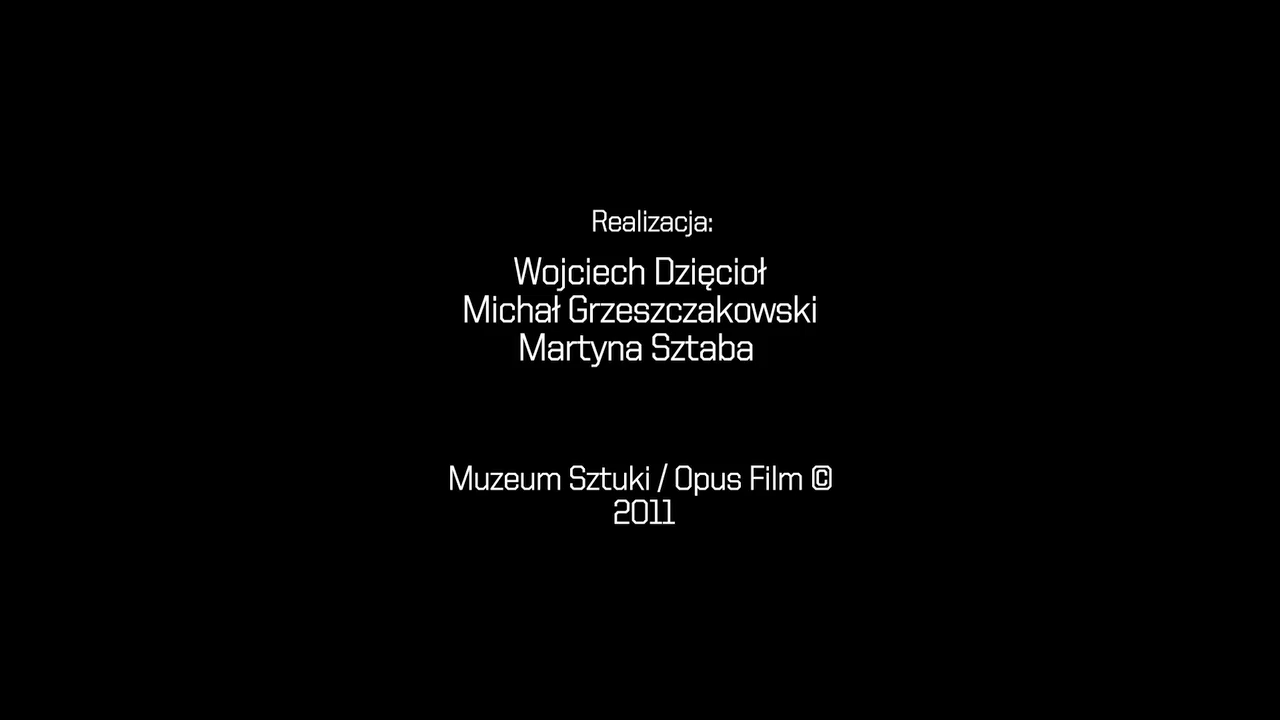 Realizacja:
Wojciech Dzięcioł
Michał Grzeszczakowski
Martyna Sztaba
Muzeum Sztuki / Opus Film ©
2011